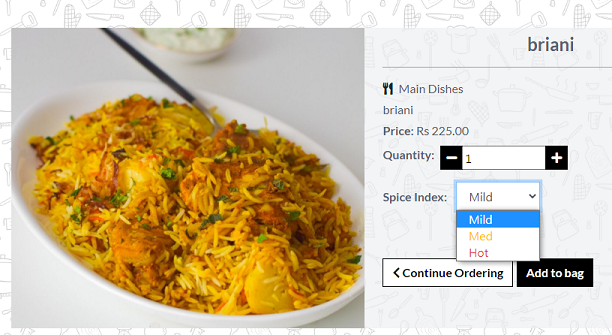 briani
Main Dishes
briani
Price: Rs 225.00
Quantity: 1
Spice Index: Mild
Mild
Med
Hot
Continue Ordering Add to bag